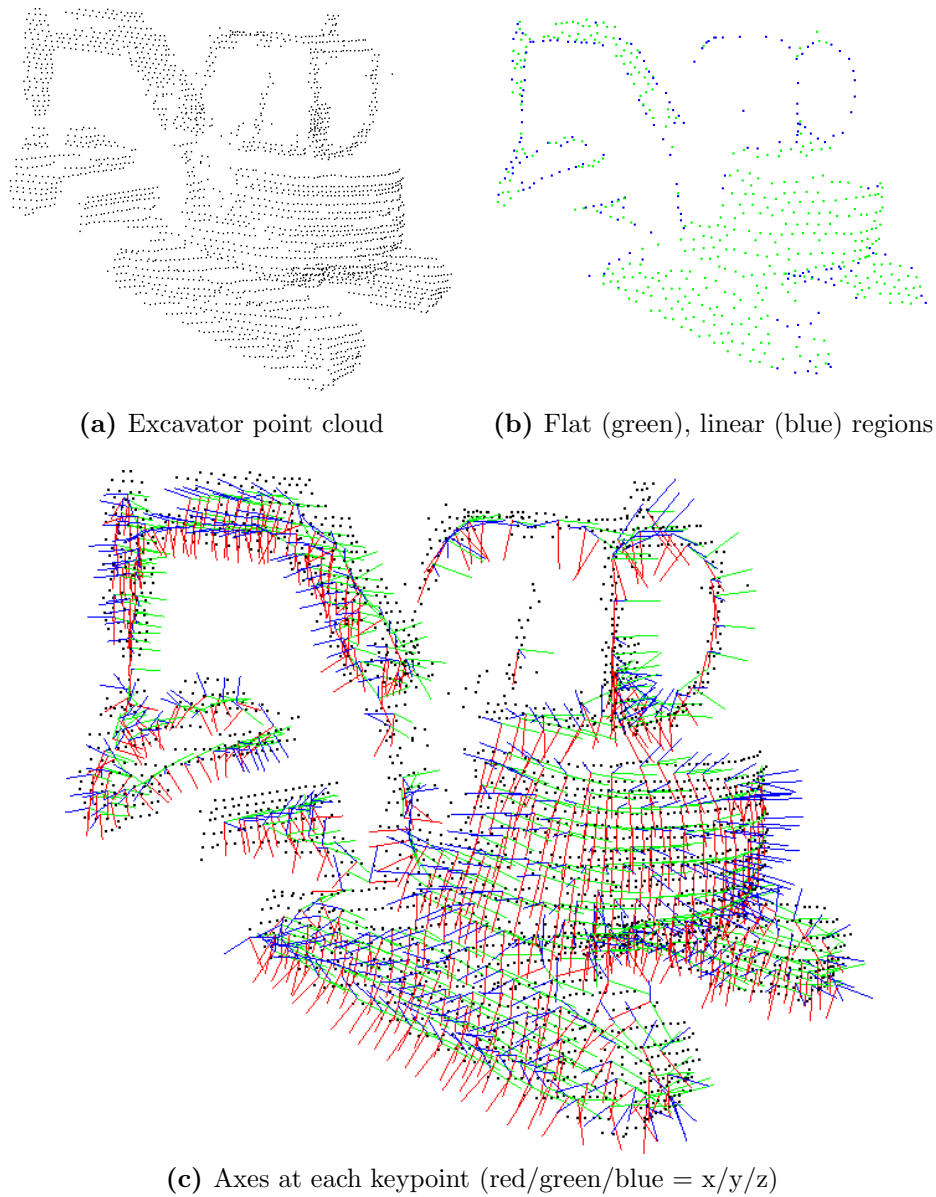 (a) Excavator point cloud
(b) Flat (green), linear (blue) regions
(c) Axes at each keypoint (red/green/blue = x/y/z)